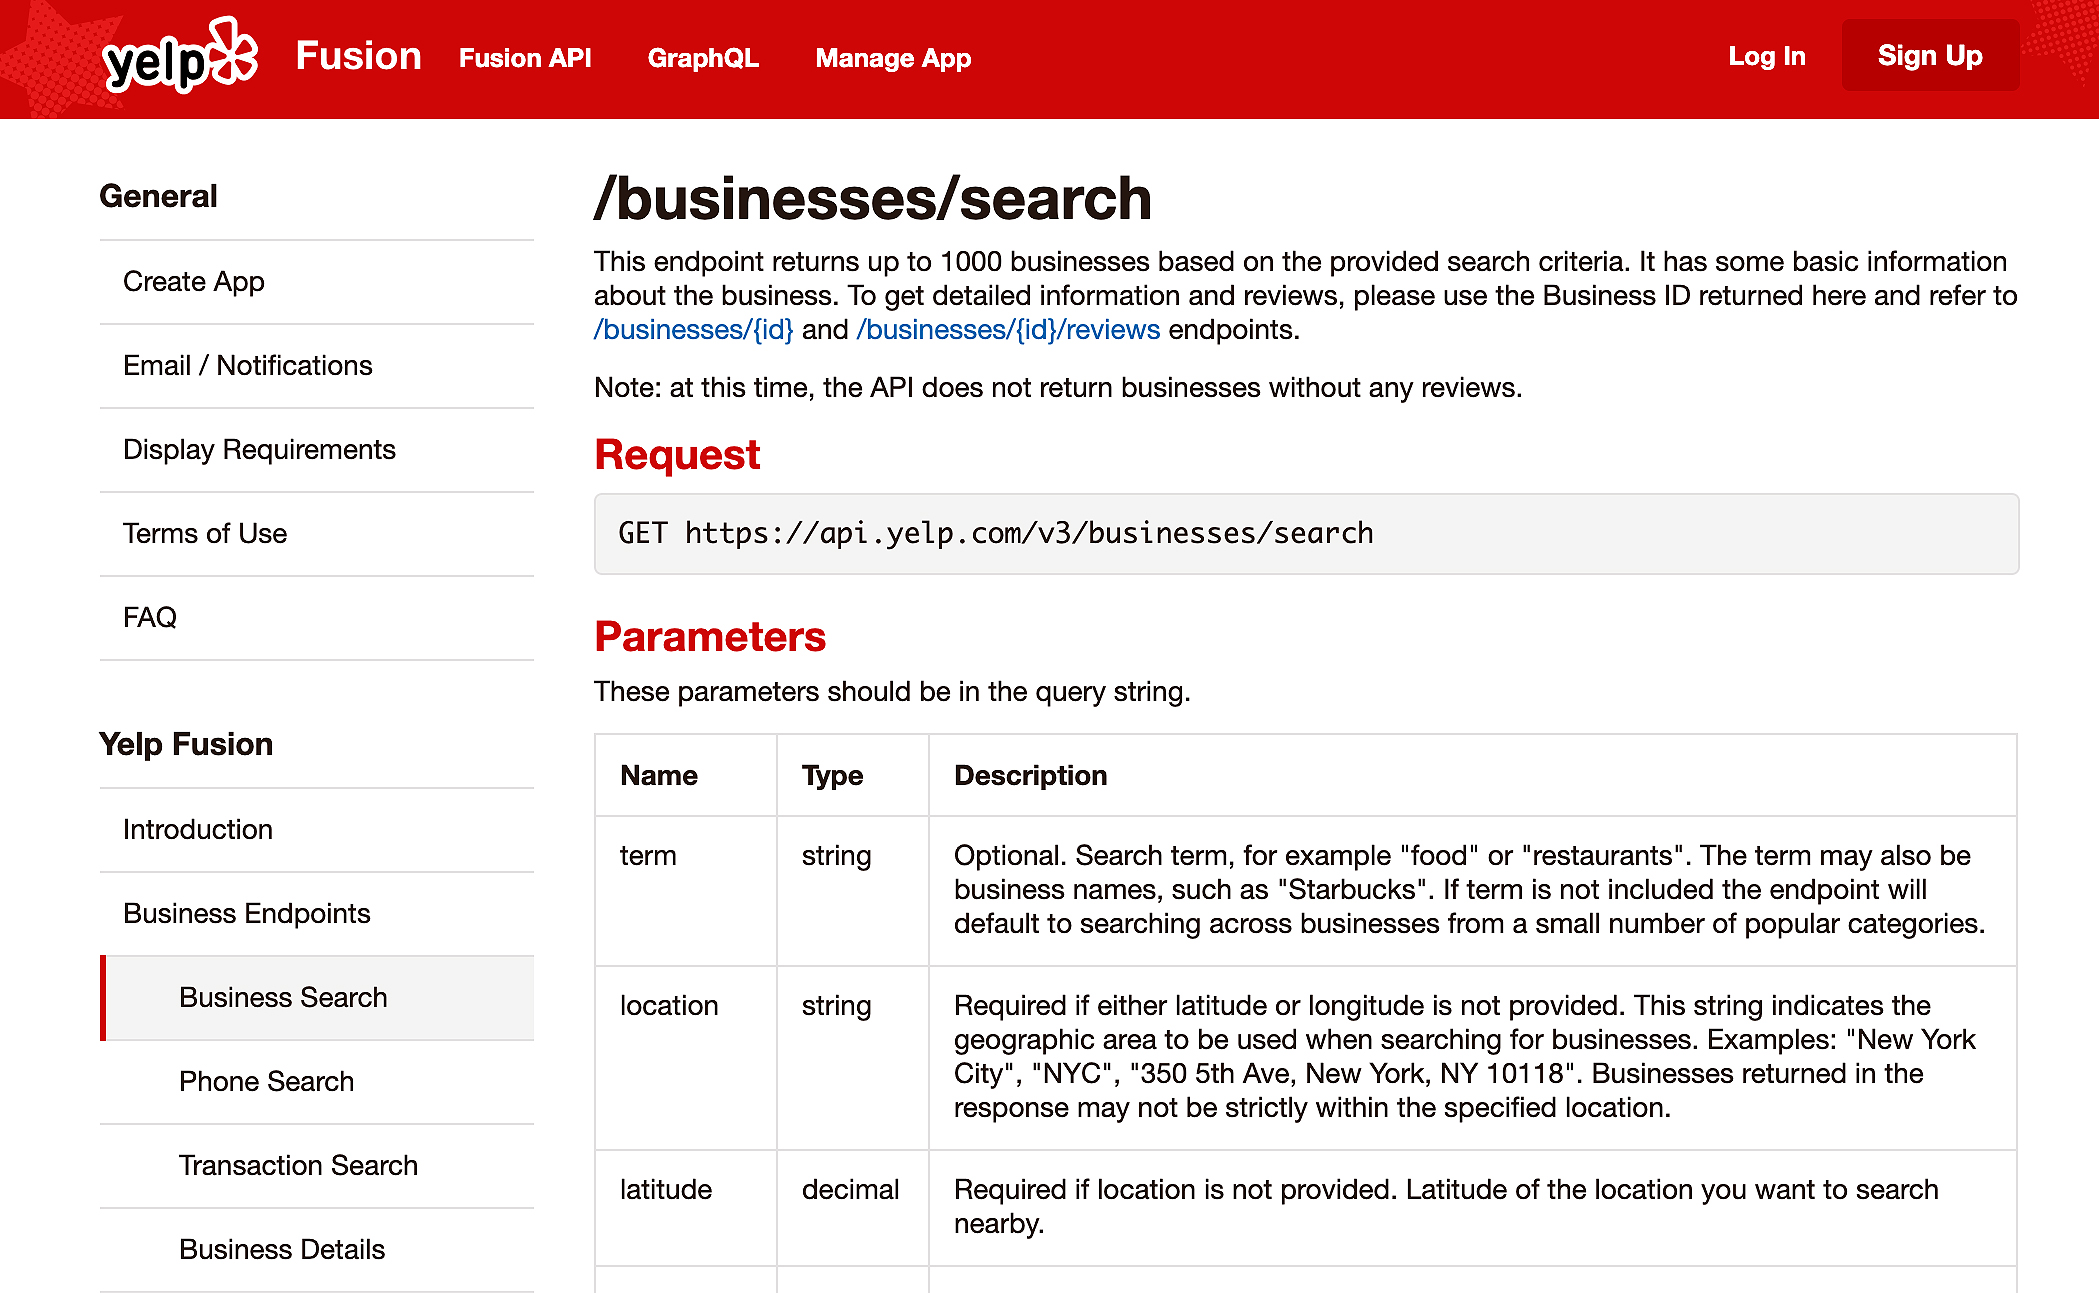 yelp Fusion Fusion API GraphQL Manage App Log In Sign Up
General
Create App
Email / Notifications
Display Requirements
Terms of Use
FAQ
Yelp Fusion
Introduction
Business Endpoints
Business Search
Phone Search
Transaction Search
Business Details
/businesses/search
This endpoint returns up to 1000 businesses based on the provided search criteria. It has some basic information
about the business. To get detailed information and reviews, please use the Business ID returned here and refer to
/businesses/{id} and /businesses/{id}/reviews endpoints.
Note: at this time, the API does not return businesses without any reviews.
Request
GET https://api.yelp.com/v3/businesses/search
Parameters
These parameters should be in the query string.
Name Type Description
term string Optional. Search term, for example "food" or "restaurants". The term may also be
business names, such as "Starbucks". If term is not included the endpoint will
default to searching across businesses from a small number of popular categories.
location string Required if either latitude or longitude is not provided. This string indicates the
geographic area to be used when searching for businesses. Examples: "New York
City", "NYC", "350 5th Ave, New York, NY 10118". Businesses returned in the
response may not be strictly within the specified location.
latitude decimal Required if location is not provided. Latitude of the location you want to search
nearby.